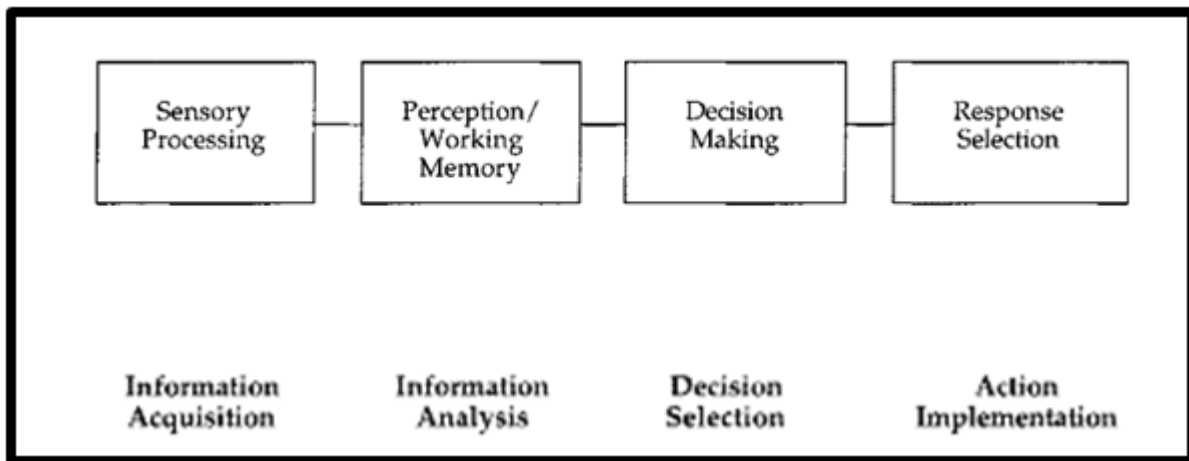 Sensory
Processing
Perception/
Working
Memory
Decision
Making
Response
Selection
Information
Acquisition
Information
Analysis
Decision
Selection
Action
Implementation